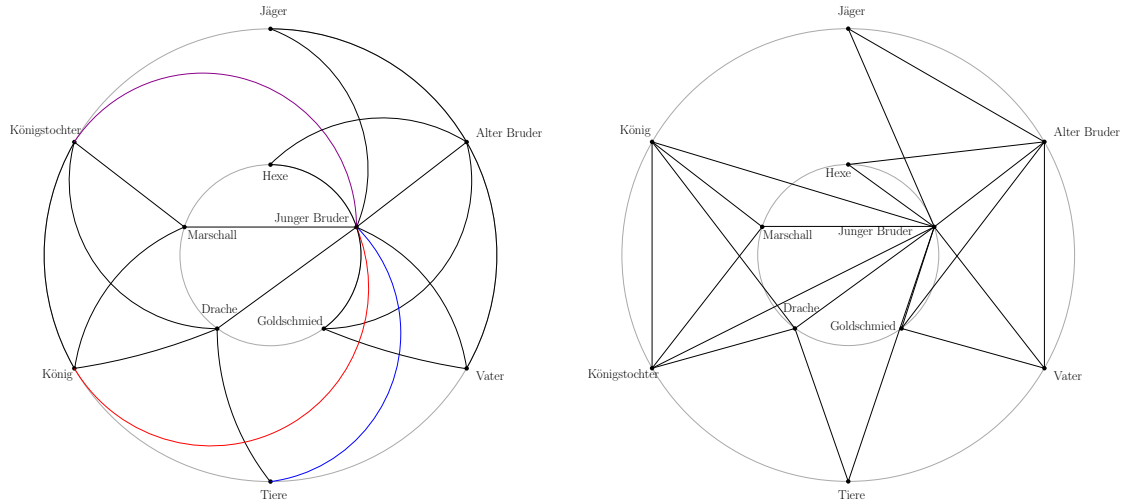 Jäger
Königstochter
Alter Bruder
Hexe
Junger Bruder
Marschall
Drache
Goldschmied
König
Vater
Tiere
Jäger
König
Alter Bruder
Hexe
Junger Bruder
Marschall
Drache
Goldschmied
Königstochter
Vater
Tiere